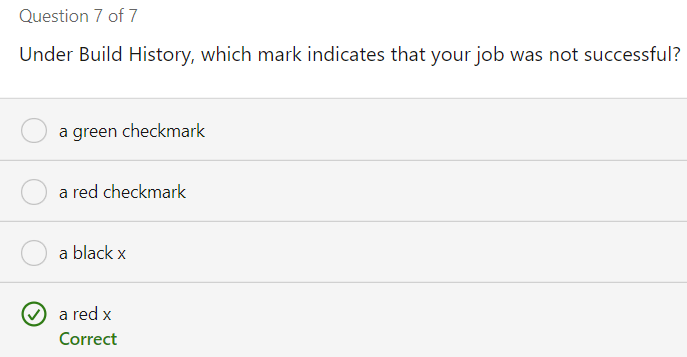 Question 7 of 7
Under Build History, which mark indicates that your job was not successful?
a green checkmark
a red checkmark
a black x
a red x
Correct